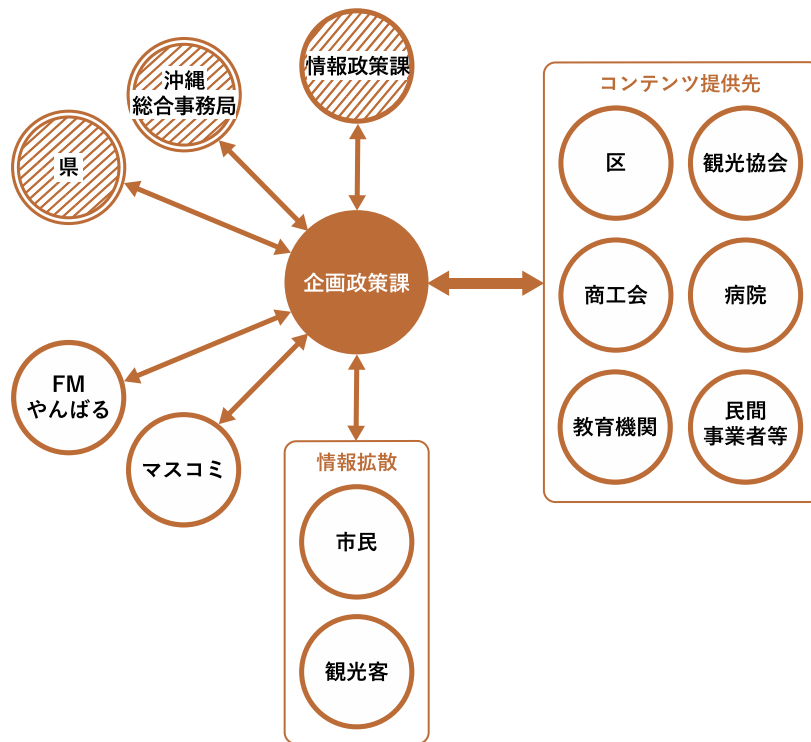 情報政策課
沖縄
総合事務局
県
企画政策課
FM
やんばる
マスコミ
情報拡散
市民
観光客
コンテンツ提供先
区
観光協会
商工会
病院
教育機関
民間
事業者等